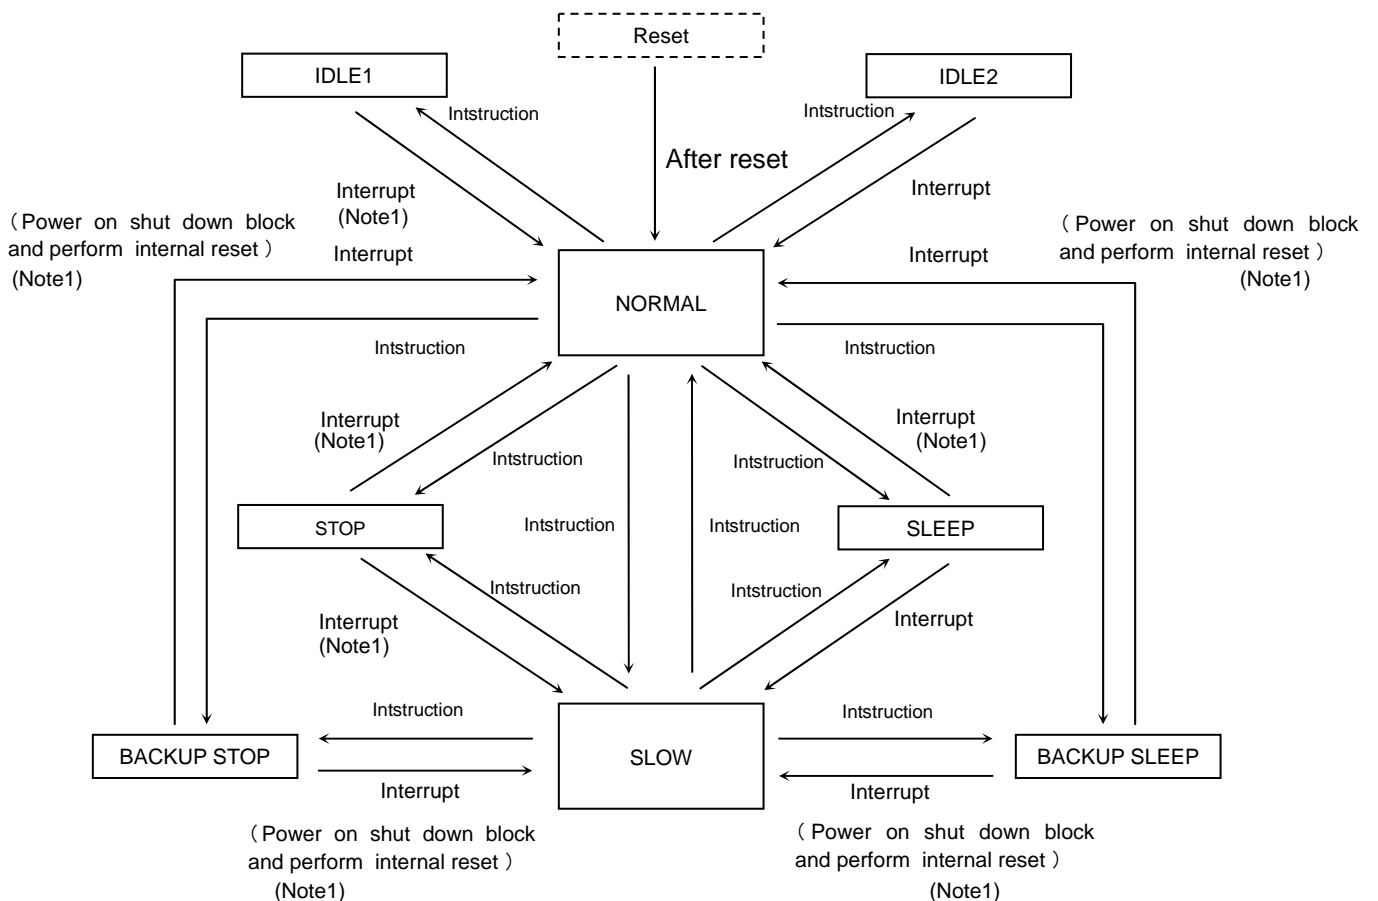 Reset
IDLE1
IDLE2
Intstruction
Intstruction
After reset
Interrupt
(Note1)
Interrupt
（Power on shut down block
and perform internal reset）
(Note1)
Interrupt
（Power on shut down block
and perform internal reset）
(Note1)
Interrupt
NORMAL
Intstruction
Intstruction
Interrupt
(Note1)
Interrupt
(Note1)
Intstruction
Intstruction
STOP
Intstruction
Intstruction
SLEEP
Intstruction
Intstruction
Interrupt
(Note1)
Interrupt
Intstruction
Intstruction
BACKUP STOP
SLOW
BACKUP SLEEP
Interrupt
Interrupt
（Power on shut down block
and perform internal reset）
(Note1)
（Power on shut down block
and perform internal reset）
(Note1)